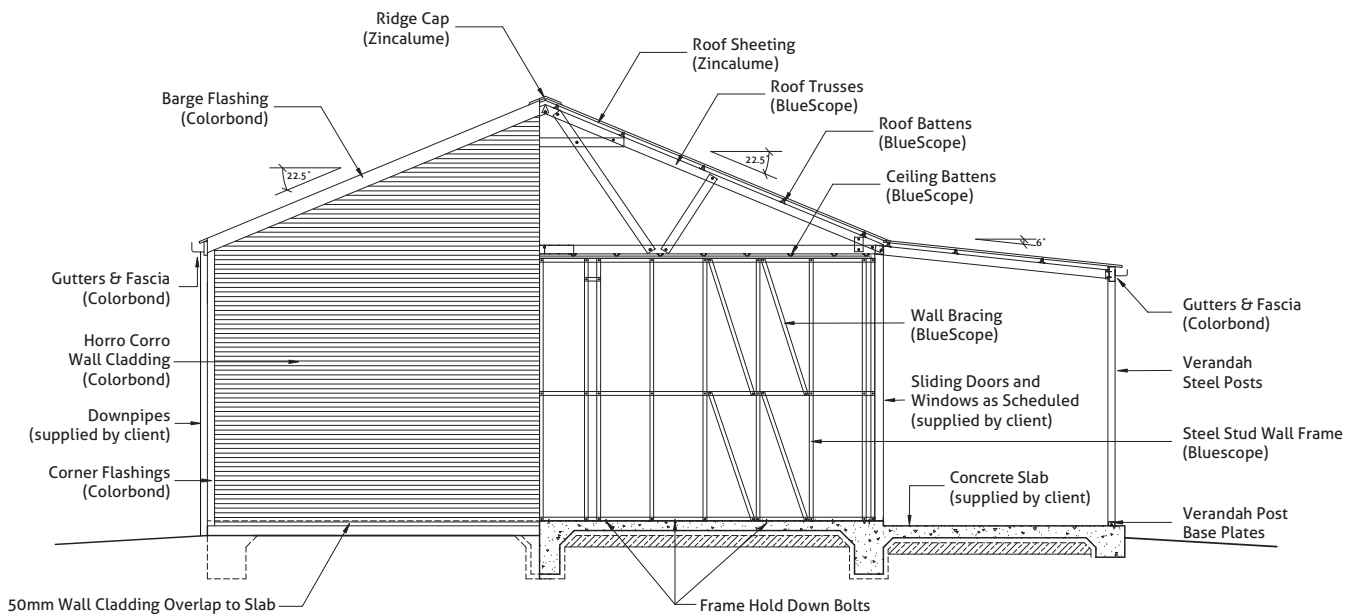 Ridge Cap
(Zincalume)
Roof Sheeting
(Zincalume)
Barge Flashing
(Colorbond)
Roof Trusses
(BlueScope)
Roof Battens
(BlueScope)
22.5°
22.5°
Ceiling Battens
(BlueScope)
6°
Gutters & Fascia
(Colorbond)
Gutters & Fascia
(Colorbond)
Horro Corro
Wall Cladding
(Colorbond)
Wall Bracing
(BlueScope)
Verandah
Steel Posts
Sliding Doors and
Windows as Scheduled
(supplied by client)
Downpipes
(supplied by client)
Steel Stud Wall Frame
(Bluescope)
Corner Flashings
(Colorbond)
Concrete Slab
(supplied by client)
Verandah Post
Base Plates
50mm Wall Cladding Overlap to Slab
Frame Hold Down Bolts